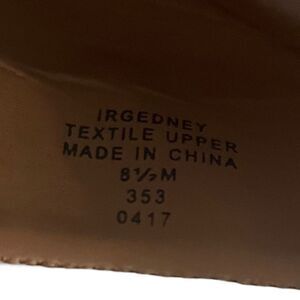 IRGEDNEY
TEXTILE UPPER
MADE IN CHINA
8½M
353
0417